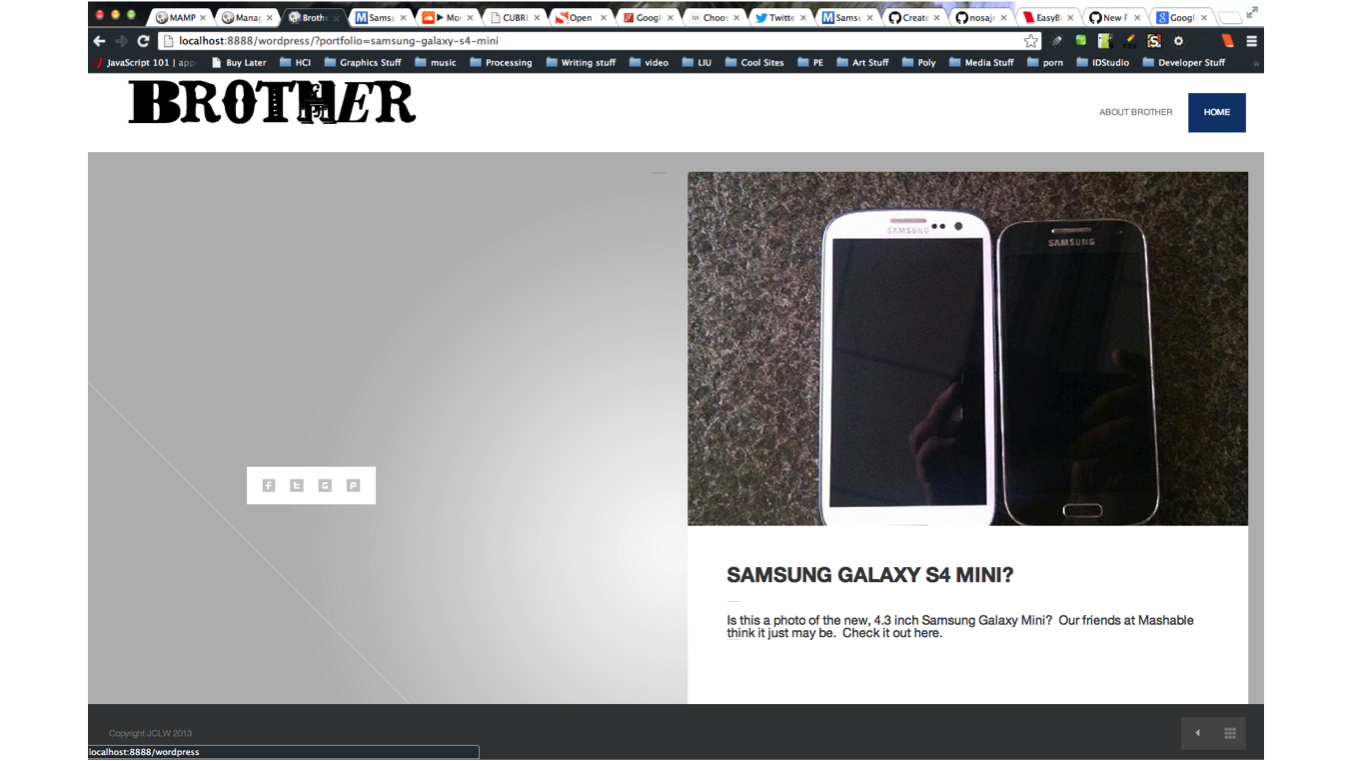 MAMP
Manag
Brothe
Samsu
Mor
CUBRI
Open
Googl
Choos
Twitte
Samsu
Create
nosaje
EasyBi
New F
Googl
localhost:8888/wordpress/?portfolio=samsung-galaxy-s4-mini
JavaScript 101 | app
Buy Later
HCI
Graphics Stuff
music
Processing
Writing stuff
video
LIU
Cool Sites
PE
Art Stuff
Poly
Media Stuff
porn
IDStudio
Developer Stuff
BROTHER
ABOUT BROTHER
HOME
SAMSUNG
SAMSUNG
SAMSUNG GALAXY S4 MINI?
Is this a photo of the new, 4.3 inch Samsung Galaxy Mini? Our friends at Mashable
think it just may be. Check it out here.
Copyright JCLW 2013
localhost:8888/wordpress